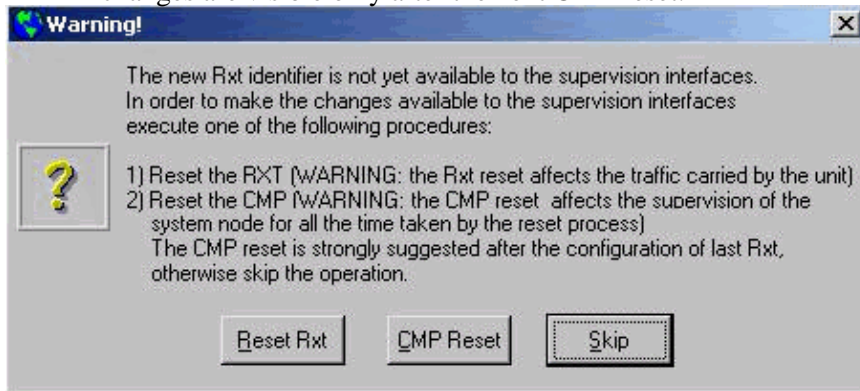 Warning!
The new Rxt identifier is not yet available to the supervision interfaces.
In order to make the changes available to the supervision interfaces
execute one of the following procedures:
1) Reset the RXT (WARNING: the Rxt reset affects the traffic carried by the unit)
2) Reset the CMP (WARNING: the CMP reset affects the supervision of the
system node for all the time taken by the reset process)
The CMP reset is strongly suggested after the configuration of last Rxt,
otherwise skip the operation.
Reset Rxt
CMP Reset
Skip